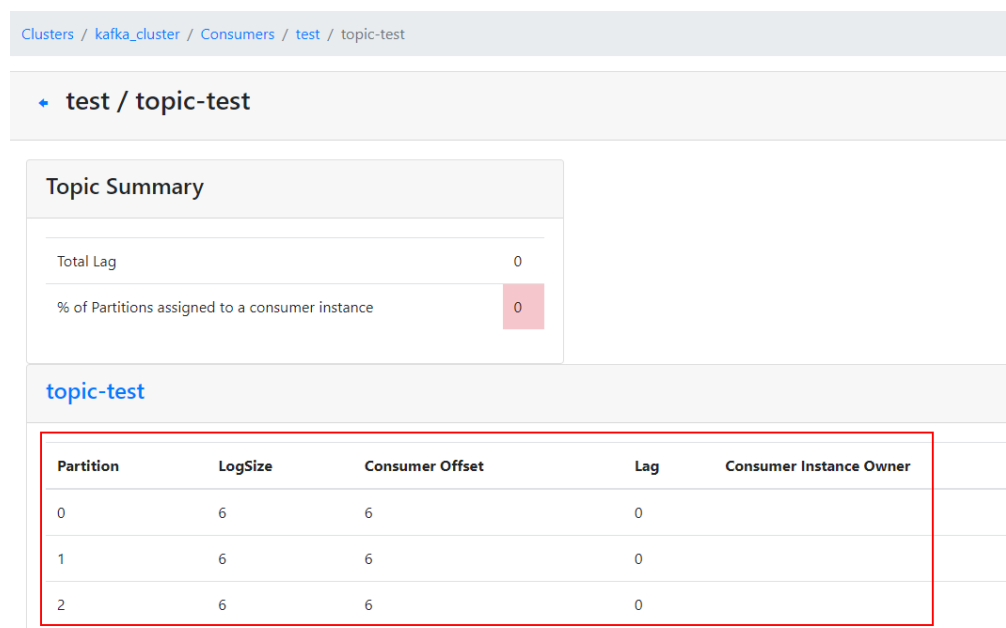 Clusters / kafka_cluster / Consumers / test / topic-test
test / topic-test
Topic Summary
Total Lag 0
% of Partitions assigned to a consumer instance 0
topic-test
Partition LogSize Consumer Offset Lag Consumer Instance Owner
0 6 6 0
1 6 6 0
2 6 6 0